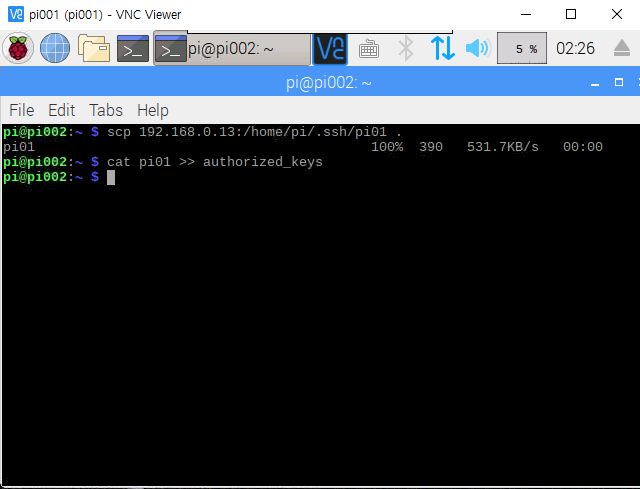 pi001 (pi001) - VNC Viewer
pi@pi002: ~ 5 % 02:26
pi@pi002: ~
File Edit Tabs Help
pi@pi002:~ $ scp 192.168.0.13:/home/pi/.ssh/pi01 .
pi01 100% 390 531.7KB/s 00:00
pi@pi002:~ $ cat pi01 >> authorized_keys
pi@pi002:~ $